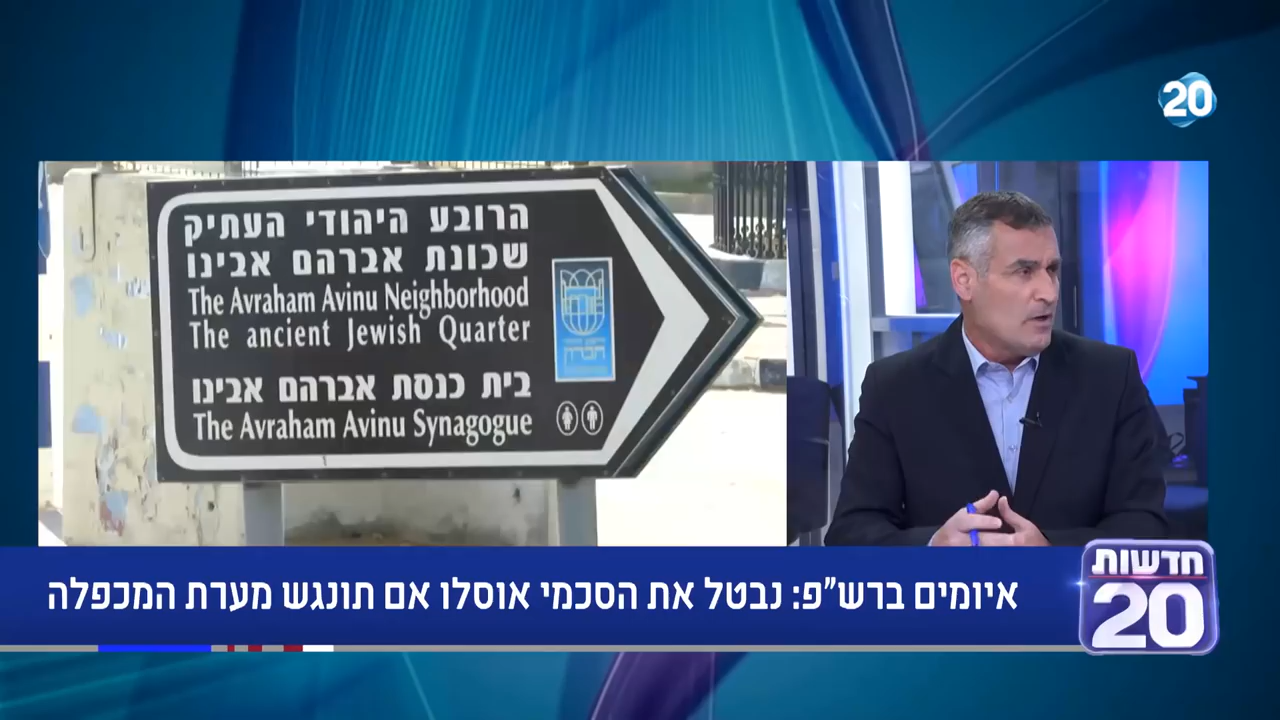 20
הרובע היהודי העתיק
שכונת אברהם אבינו
The Avraham Avinu Neighborhood
The ancient Jewish Quarter
חברון
בית כנסת אברהם אבינו
The Avraham Avinu Synagogue
איומים ברש"פ: נבטל את הסכמי אוסלו אם תונגש מערת המכפלה
חדשות
20